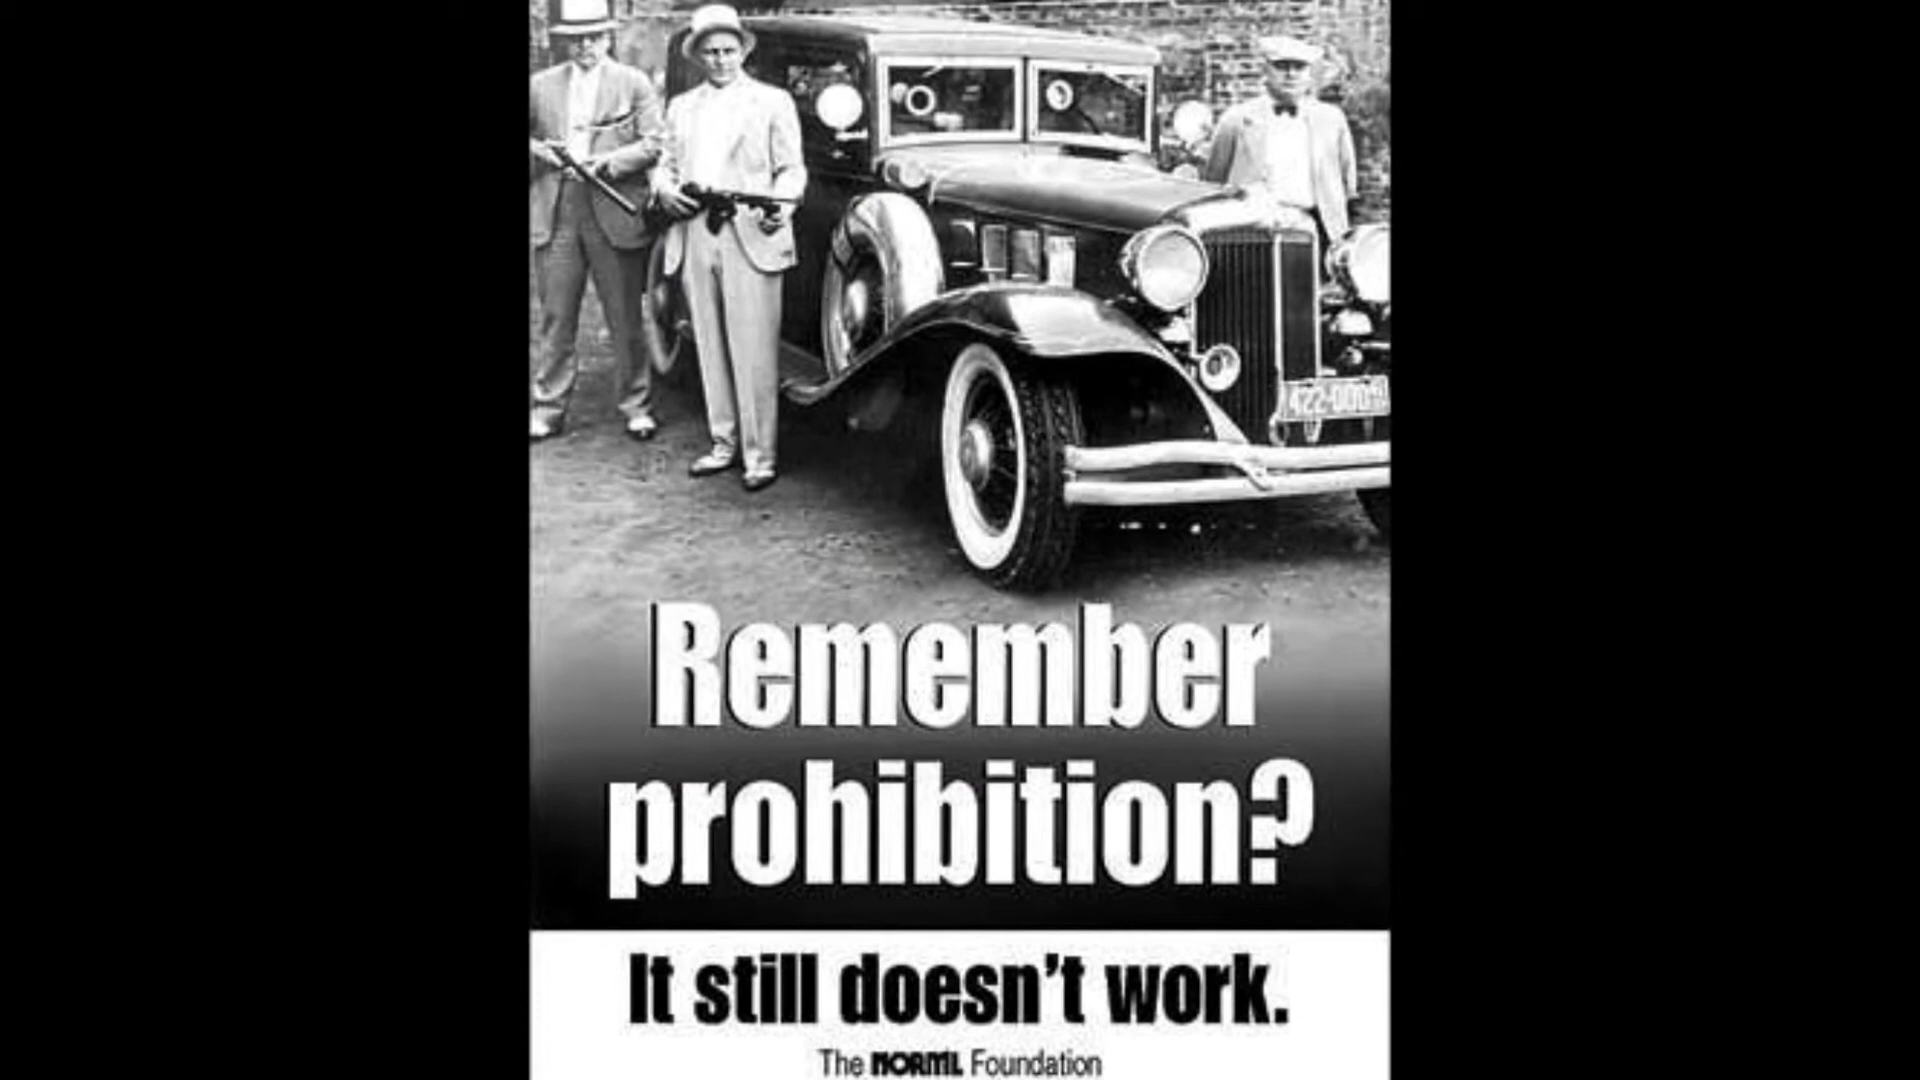 Remember
prohibition?
It still doesn't work.
The NORML Foundation